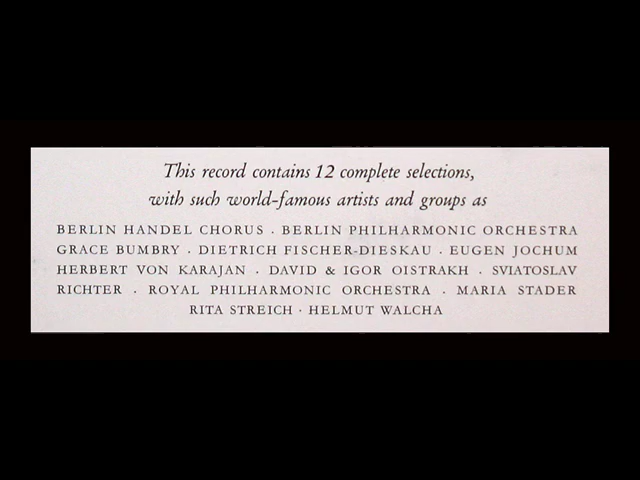 This record contains 12 complete selections,
with such world-famous artists and groups as
BERLIN HANDEL CHORUS · BERLIN PHILHARMONIC ORCHESTRA
GRACE BUMBRY · DIETRICH FISCHER-DIESKAU · EUGEN JOCHUM
HERBERT VON KARAJAN · DAVID & IGOR OISTRAKH · SVIATOSLAV
RICHTER · ROYAL PHILHARMONIC ORCHESTRA · MARIA STADER
RITA STREICH · HELMUT WALCHA